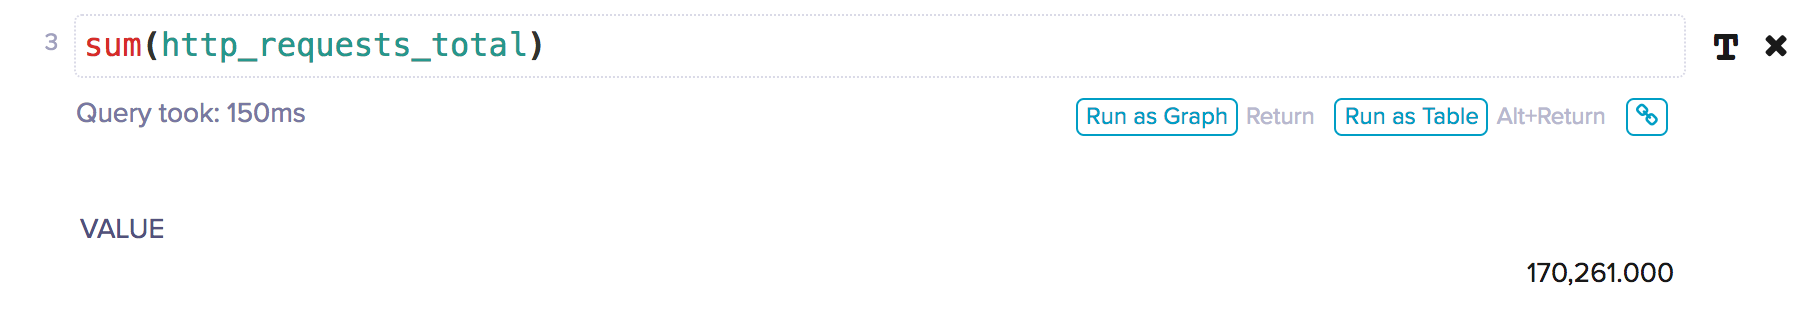 3 sum(http_requests_total) T ✖
Query took: 150ms Run as Graph Return Run as Table Alt+Return
VALUE
170,261.000